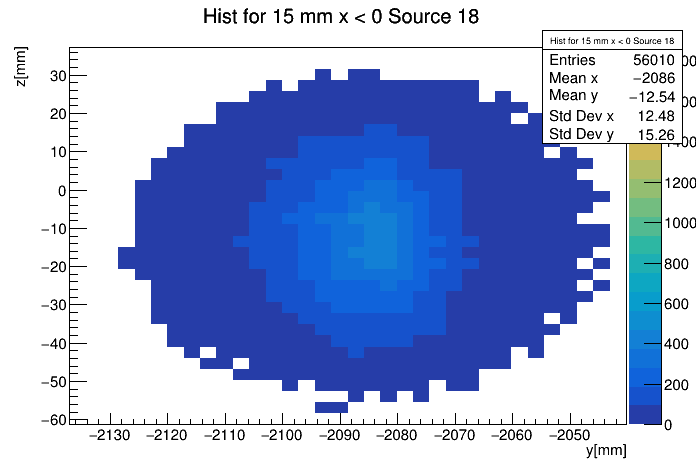 Hist for 15 mm x < 0 Source 18
Hist for 15 mm x < 0 Source 18
Entries 56010
Mean x −2086
Mean y −12.54
Std Dev x 12.48
Std Dev y 15.26
z[mm]
30
20
10
0
−10
−20
−30
−40
−50
−60
1400
1200
1000
800
600
400
200
0
−2130 −2120 −2110 −2100 −2090 −2080 −2070 −2060 −2050
y[mm]